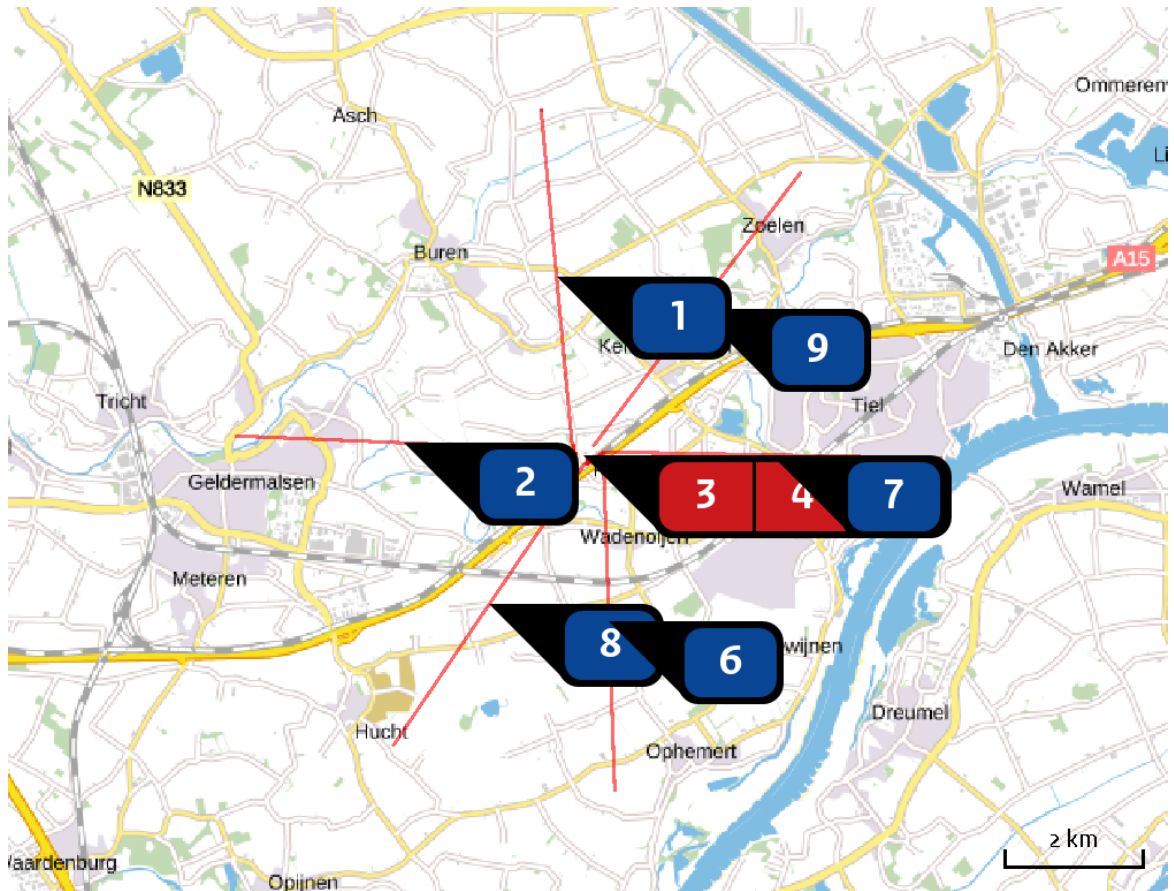 Ommeren
Asch
Li
N833
Zoelen
Buren
A15
1
9
Ker
Den Akker
Tricht
Tiel
Geldermalsen
2
3
4
7
Wamel
Wadenoijen
Meteren
8
6
wijnen
Dreumel
Hucht
Ophemert
2 km
Waardenburg
Opijnen